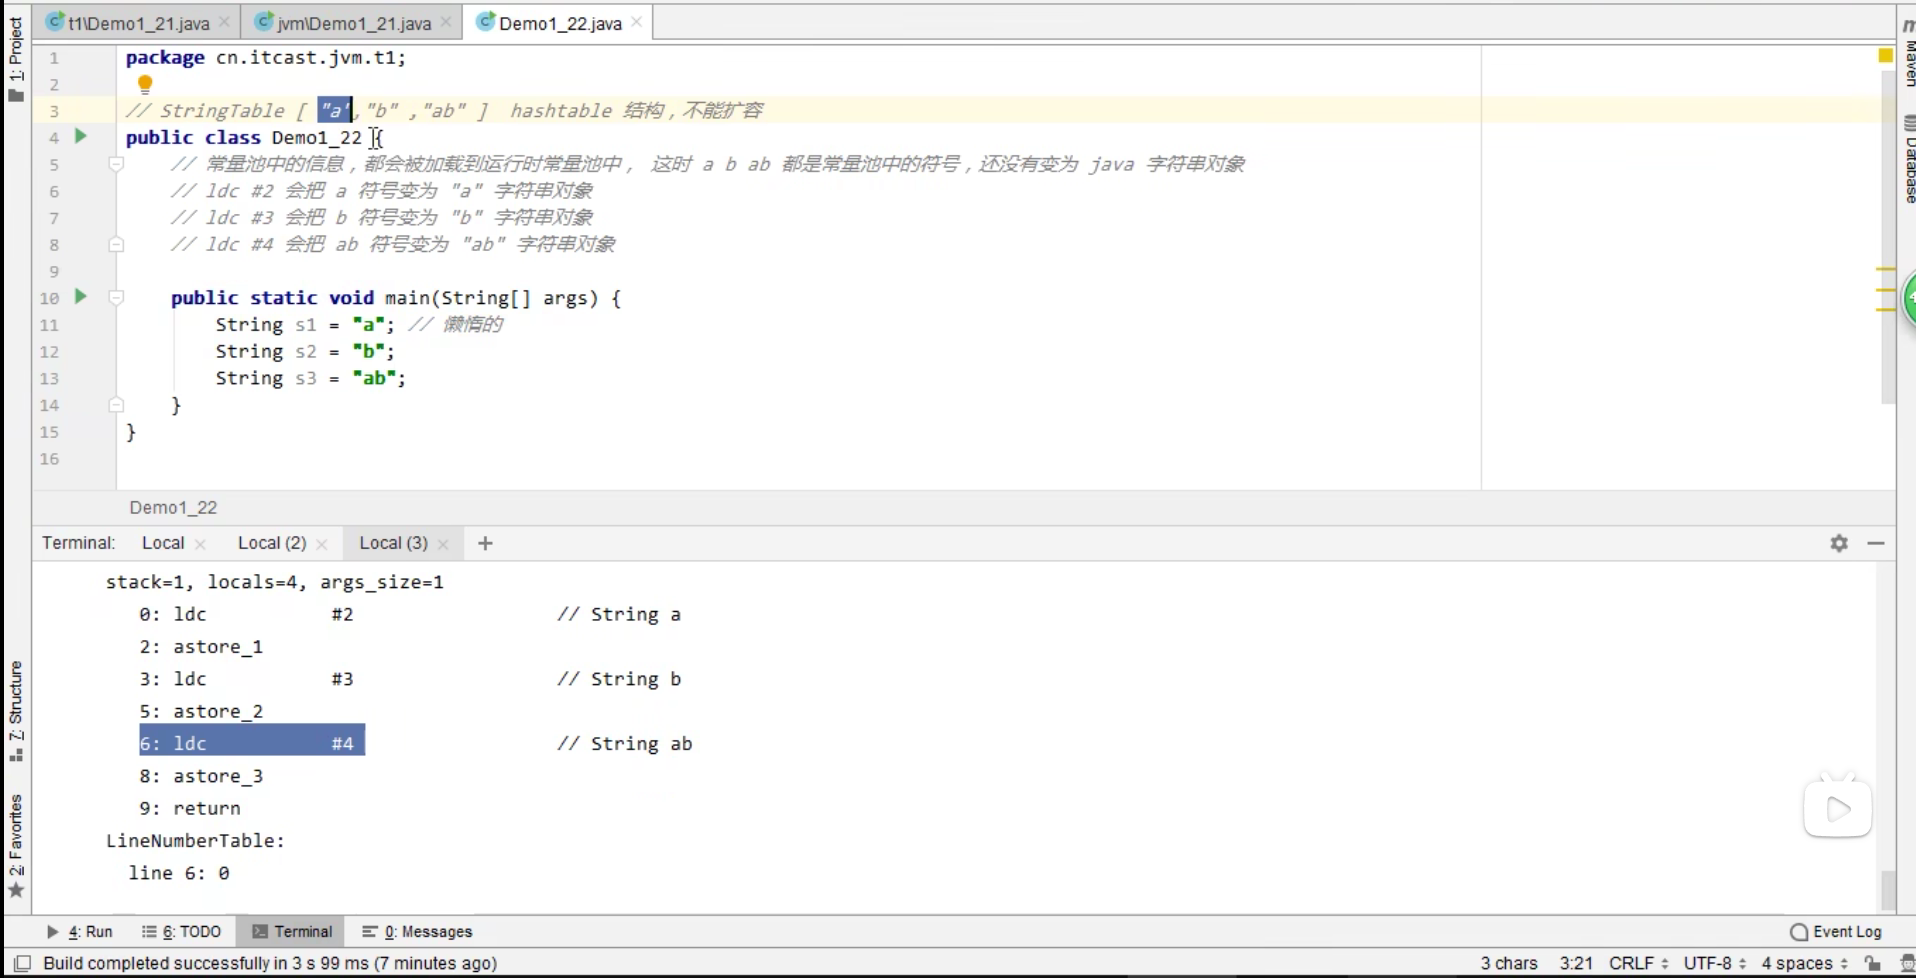 t1\Demo1_21.java
jvm\Demo1_21.java
Demo1_22.java
1: Project
Maven
Database
1 package cn.itcast.jvm.t1;
2
3 // StringTable [ "a","b" ,"ab" ]  hashtable 结构，不能扩容
4 public class Demo1_22 {
5 // 常量池中的信息，都会被加载到运行时常量池中， 这时 a b ab 都是常量池中的符号，还没有变为 java 字符串对象
6 // ldc #2 会把 a 符号变为 "a" 字符串对象
7 // ldc #3 会把 b 符号变为 "b" 字符串对象
8 // ldc #4 会把 ab 符号变为 "ab" 字符串对象
9
10 public static void main(String[] args) {
11 String s1 = "a"; // 懒惰的
12 String s2 = "b";
13 String s3 = "ab";
14 }
15 }
16
Demo1_22
Terminal: Local Local (2) Local (3) +
stack=1, locals=4, args_size=1
0: ldc #2 // String a
2: astore_1
3: ldc #3 // String b
5: astore_2
6: ldc #4 // String ab
8: astore_3
9: return
LineNumberTable:
line 6: 0
7: Structure
2: Favorites
4: Run 6: TODO Terminal 0: Messages Event Log
Build completed successfully in 3 s 99 ms (7 minutes ago) 3 chars 3:21 CRLF UTF-8 4 spaces